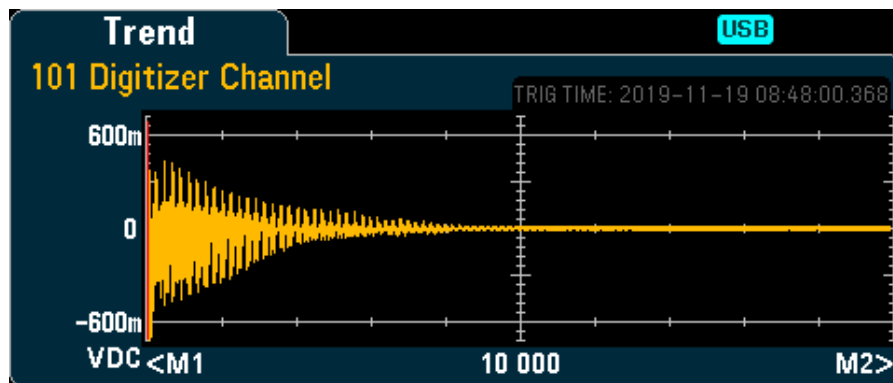 Trend
USB
101 Digitizer Channel
TRIG TIME: 2019-11-19 08:48:00.368
600m
0
-600m
VDC <M1 10 000 M2>